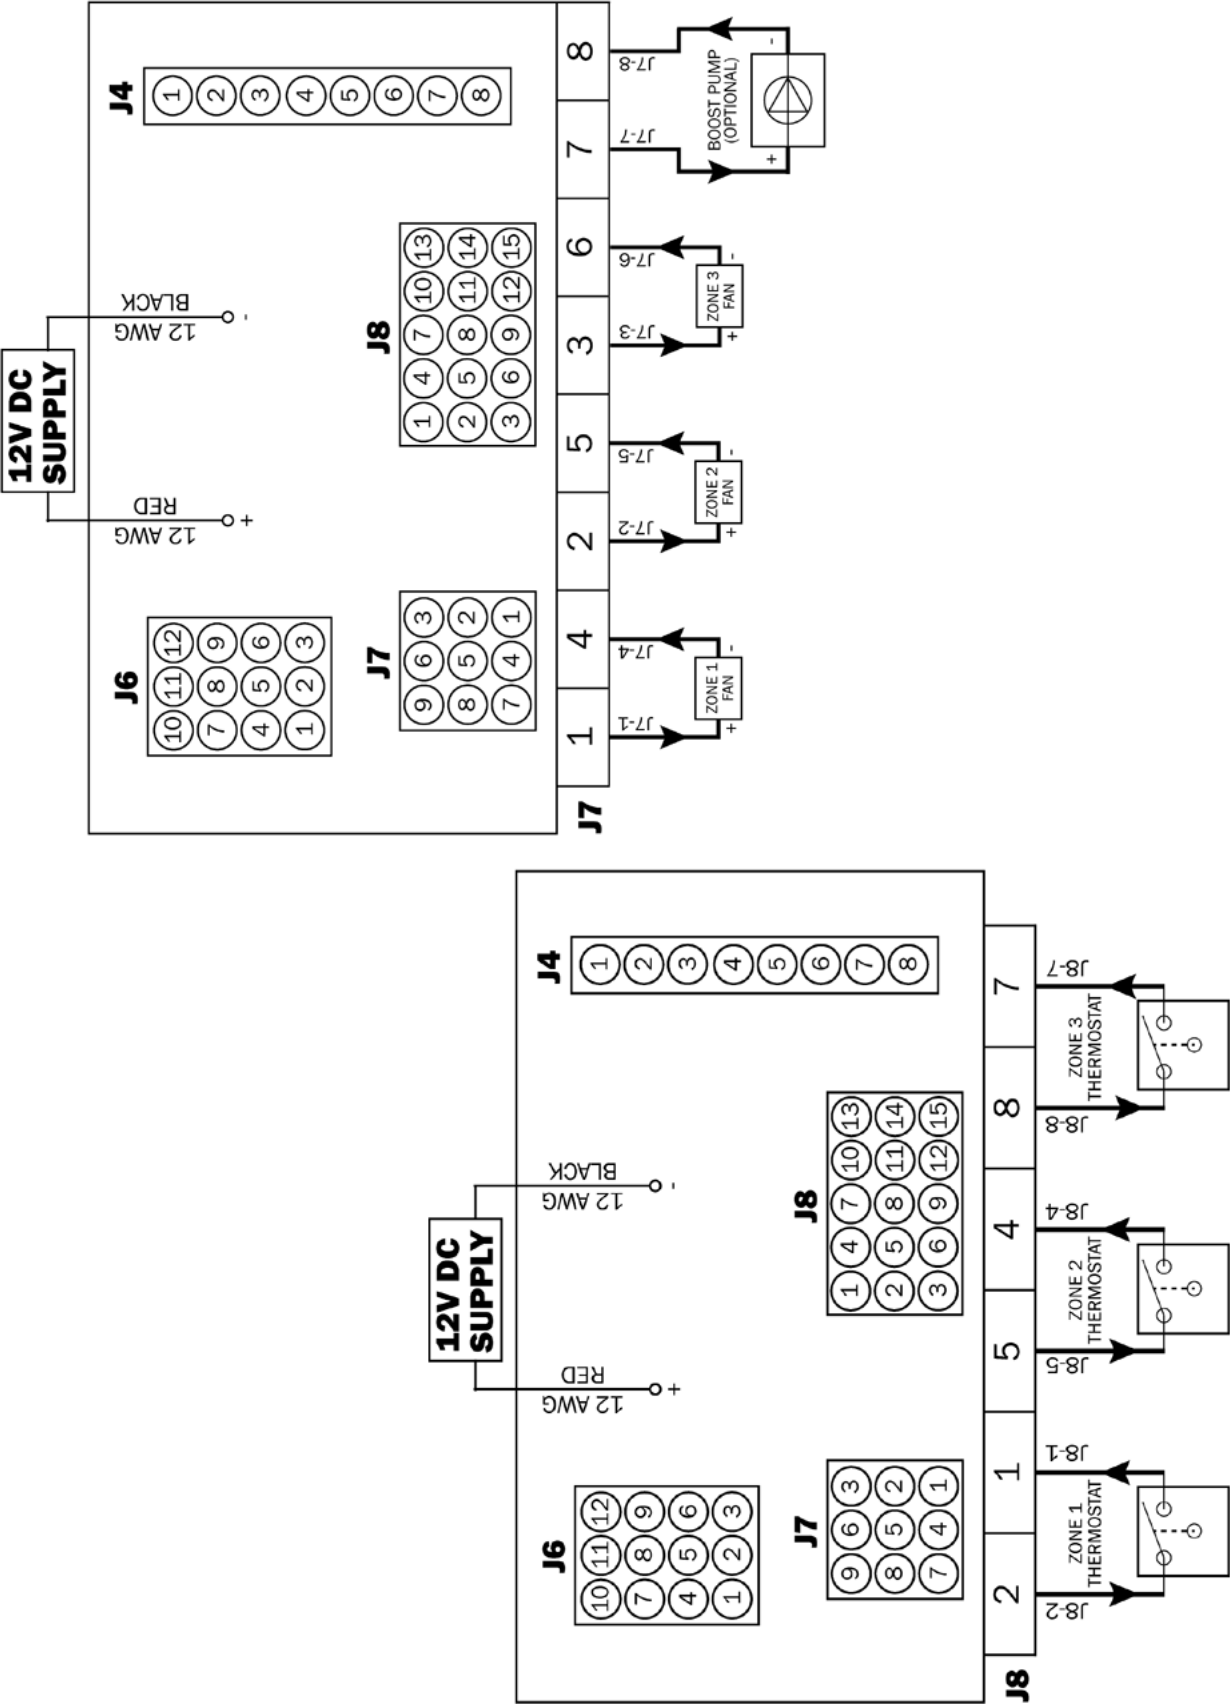 12V DC
SUPPLY
12 AWG
RED
12 AWG
BLACK
+
-
J6
10 11 12
7 8 9
4 5 6
1 2 3
J4
1
2
3
4
5
6
7
8
J7
9 6 3
8 5 2
7 4 1
J8
1 4 7 10 13
2 5 8 11 14
3 6 9 12 15
J7
1 4 2 5 3 6 7 8
J7-1
J7-4
J7-2
J7-5
J7-3
J7-6
J7-7
J7-8
+
ZONE 1
FAN
-
+
ZONE 2
FAN
-
+
ZONE 3
FAN
-
BOOST PUMP
(OPTIONAL)
+
-
12V DC
SUPPLY
12 AWG
RED
12 AWG
BLACK
+
-
J6
10 11 12
7 8 9
4 5 6
1 2 3
J4
1
2
3
4
5
6
7
8
J7
9 6 3
8 5 2
7 4 1
J8
1 4 7 10 13
2 5 8 11 14
3 6 9 12 15
J8
2 1 5 4 8 7
J8-2
J8-1
J8-5
J8-4
J8-8
J8-7
ZONE 1
THERMOSTAT
ZONE 2
THERMOSTAT
ZONE 3
THERMOSTAT